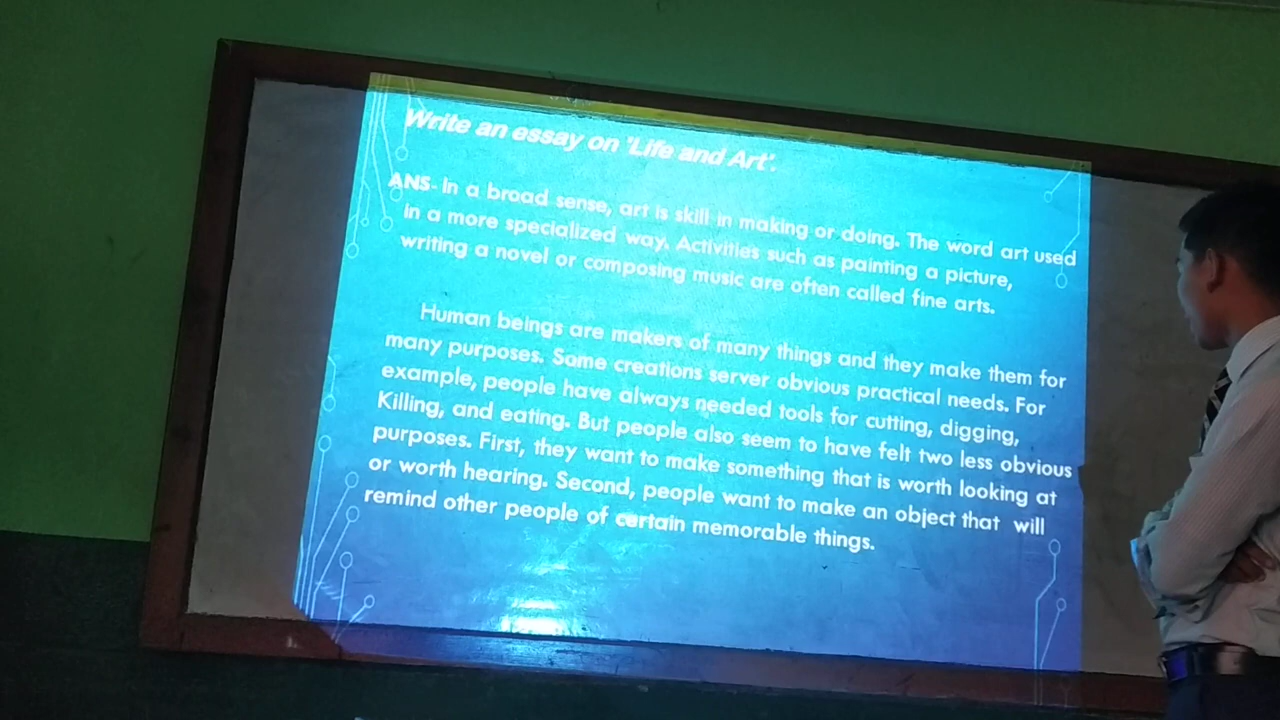 Write an essay on 'Life and Art'.
ANS- In a broad sense, art is skill in making or doing. The word art used
in a more specialized way. Activities such as painting a picture,
writing a novel or composing music are often called fine arts.
Human beings are makers of many things and they make them for
many purposes. Some creations server obvious practical needs. For
example, people have always needed tools for cutting, digging,
Killing, and eating. But people also seem to have felt two less obvious
purposes. First, they want to make something that is worth looking at
or worth hearing. Second, people want to make an object that will
remind other people of certain memorable things.